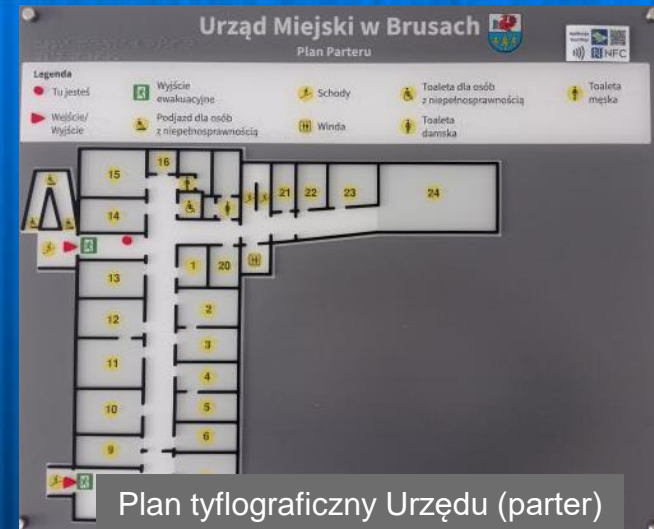 Urząd Miejski w Brusach
Plan Parteru
NFC
Legenda
Tu jesteś
Wyjście
ewakuacyjne
Schody
Toaleta dla osób
z niepełnosprawnością
Toaleta
męska
Wejście/
Wyjście
Podjazd dla osób
z niepełnosprawnością
Winda
Toaleta
damska
16
15
21 22 23 24
14
1 20
13
2
12
3
11
4
10
5
6
9
Plan tyflograficzny Urzędu (parter)